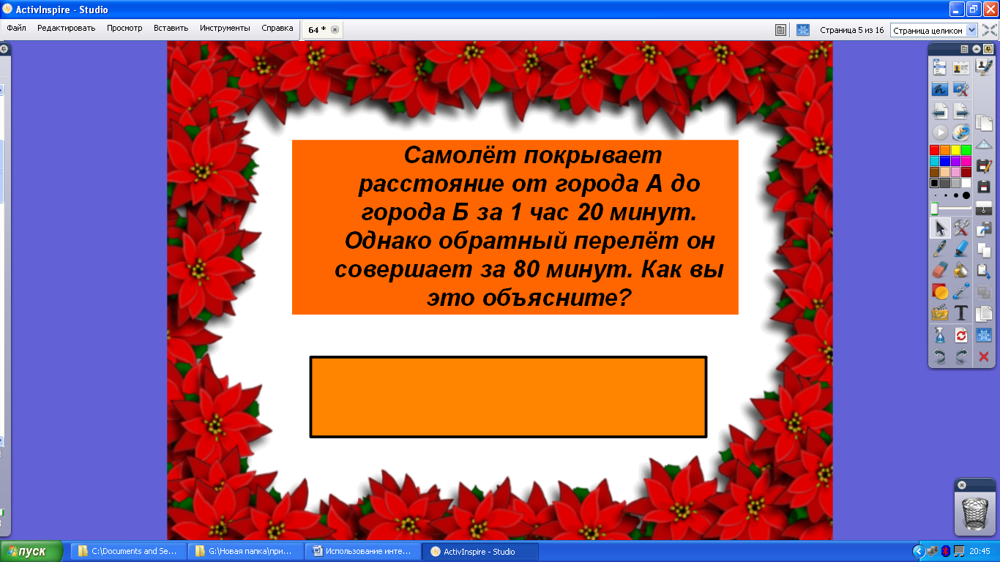 ActivInspire - Studio
Файл Редактировать Просмотр Вставить Инструменты Справка 64 * Страница 5 из 16 Страница целиком
Самолёт покрывает
расстояние от города А до
города Б за 1 час 20 минут.
Однако обратный перелёт он
совершает за 80 минут. Как вы
это объясните?
пуск C:\Documents and Se... G:\Новая папка\при... Использование инте... ActivInspire - Studio 20:45